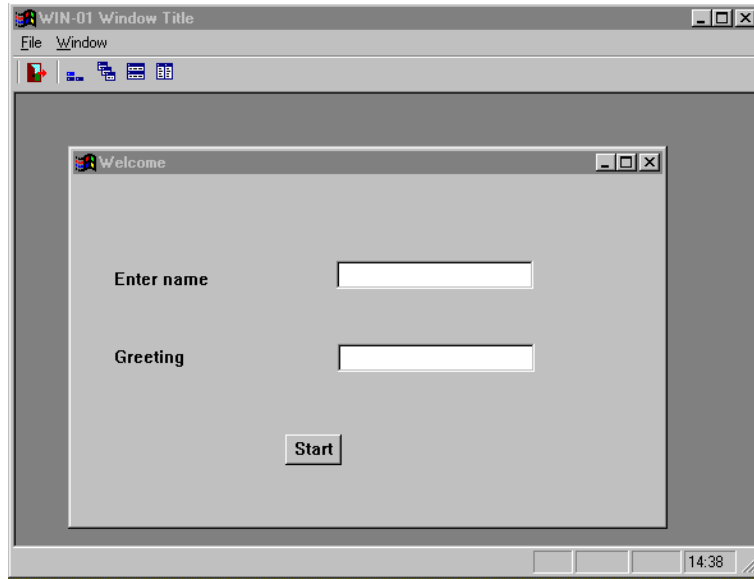 WIN-01 Window Title
File Window
Welcome
Enter name
Greeting
Start
14:38